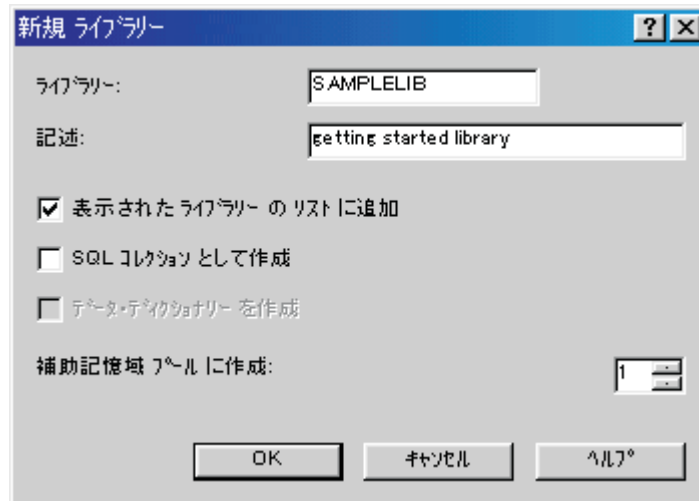 新規 ライブラリー
ライブラリー: SAMPLELIB
記述: getting started library
表示された ライブラリー の リスト に追加
SQL コレクション として作成
データ・ディクショナリー を作成
補助記憶域 プール に作成: 1
OK キャンセル ヘルプ